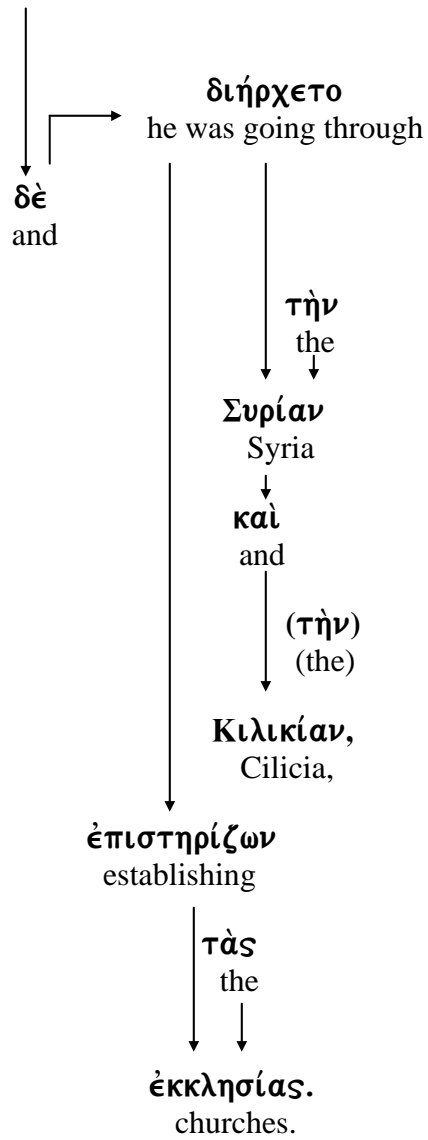 διήρχετο
he was going through
δὲ
and
τὴν
the
Συρίαν
Syria
καὶ
and
(τὴν)
(the)
Κιλικίαν,
Cilicia,
ἐπιστηρίζων
establishing
τὰς
the
ἐκκλησίας.
churches.